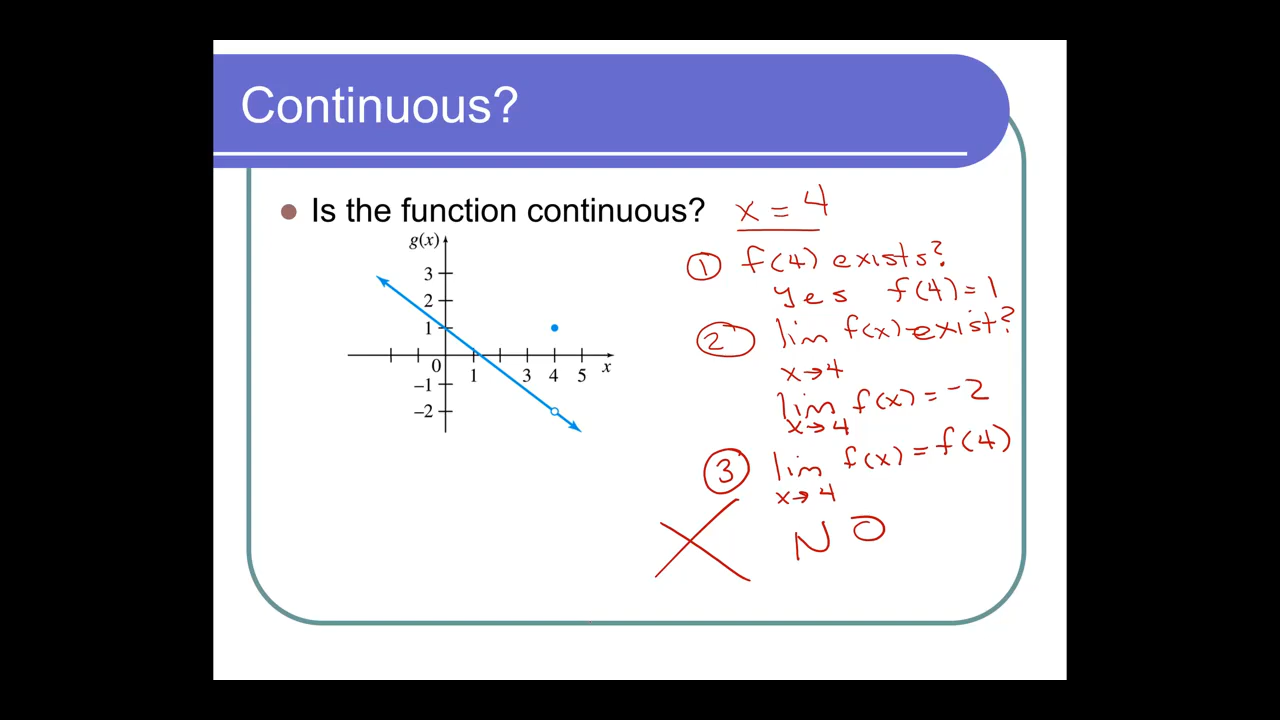 Continuous?
Is the function continuous? x = 4
g(x)
3
2
1
0
1 3 4 5 x
−1
−2
① f(4) exists?
yes f(4) = 1
② lim f(x) exist?
x→4
lim f(x) = -2
x→4
③ lim f(x) = f(4)
x→4
NO